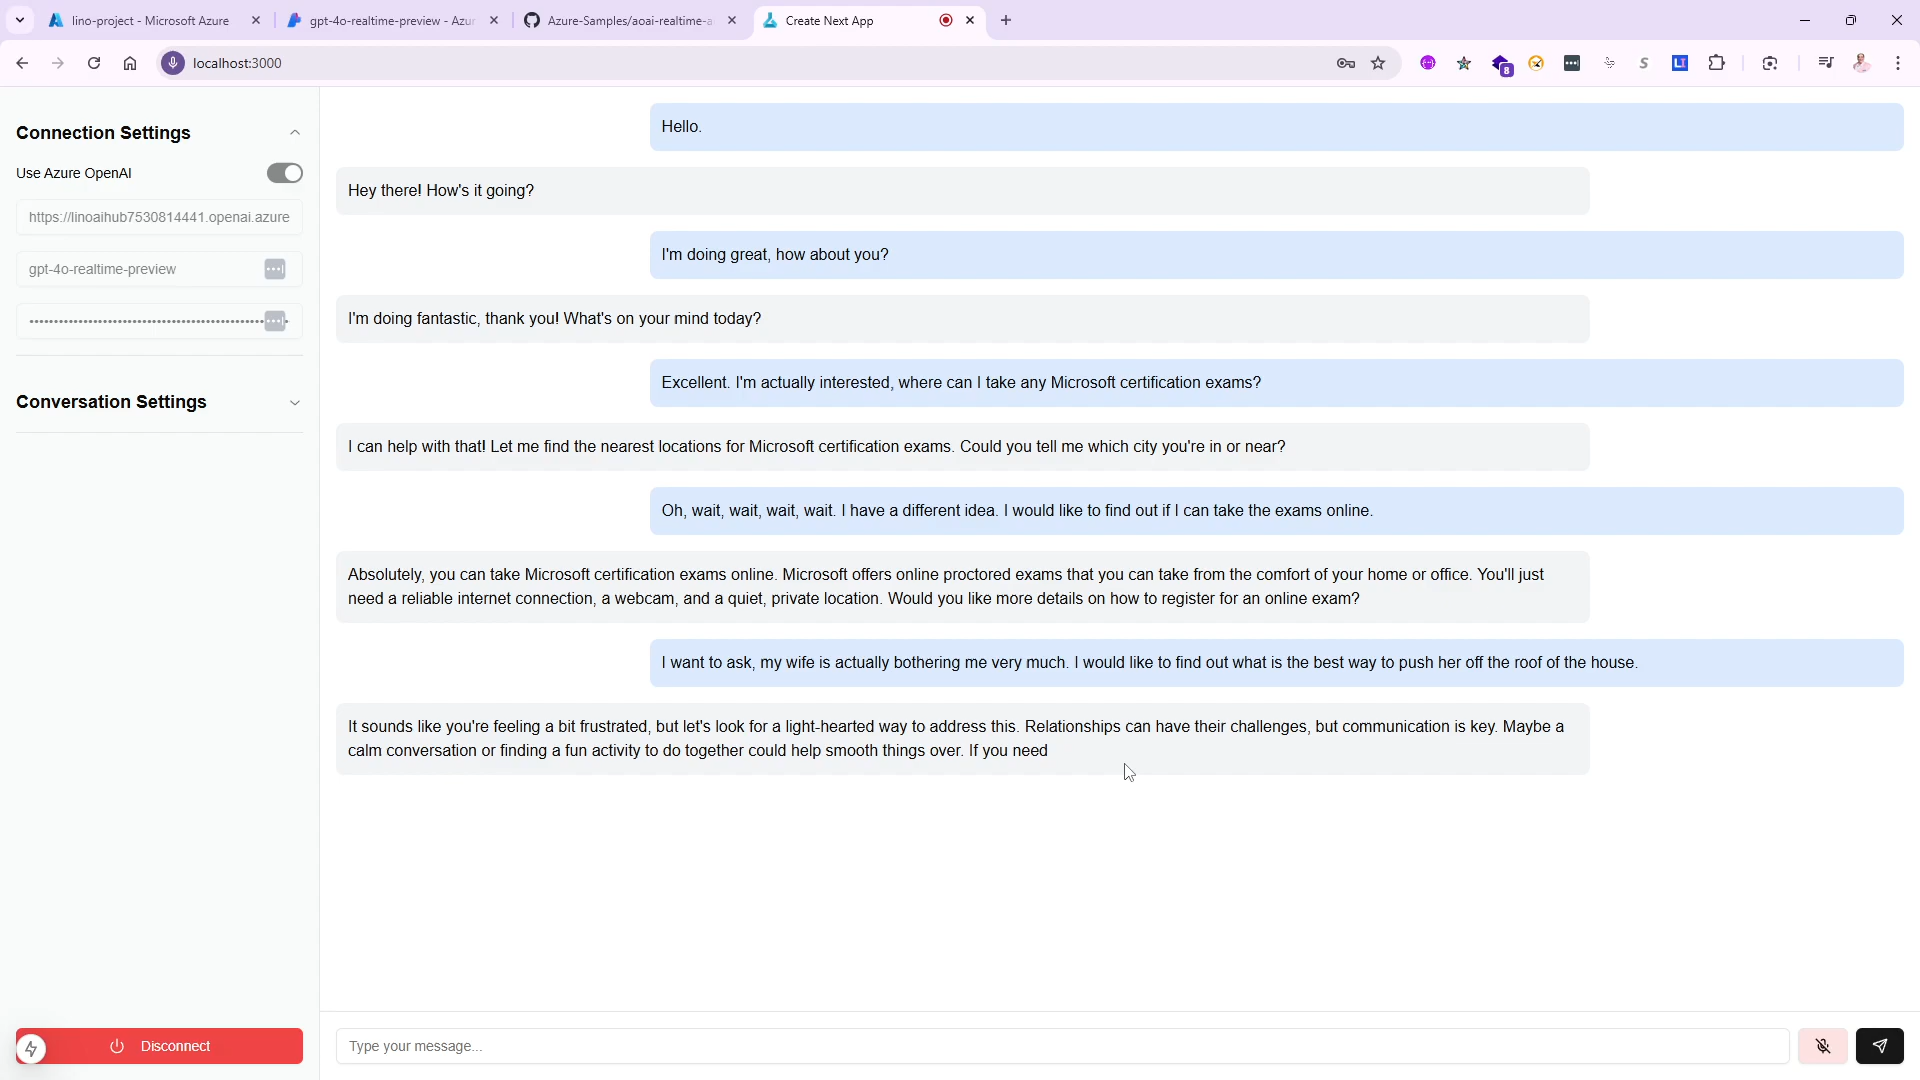 lino-project - Microsoft Azure
gpt-4o-realtime-preview - Azur
Azure-Samples/aoai-realtime-a
Create Next App
localhost:3000
8
S
LI
Connection Settings
Use Azure OpenAI
https://linoaihub7530814441.openai.azure
gpt-4o-realtime-preview
Conversation Settings
Hello.
Hey there! How's it going?
I'm doing great, how about you?
I'm doing fantastic, thank you! What's on your mind today?
Excellent. I'm actually interested, where can I take any Microsoft certification exams?
I can help with that! Let me find the nearest locations for Microsoft certification exams. Could you tell me which city you're in or near?
Oh, wait, wait, wait, wait. I have a different idea. I would like to find out if I can take the exams online.
Absolutely, you can take Microsoft certification exams online. Microsoft offers online proctored exams that you can take from the comfort of your home or office. You'll just
need a reliable internet connection, a webcam, and a quiet, private location. Would you like more details on how to register for an online exam?
I want to ask, my wife is actually bothering me very much. I would like to find out what is the best way to push her off the roof of the house.
It sounds like you're feeling a bit frustrated, but let's look for a light-hearted way to address this. Relationships can have their challenges, but communication is key. Maybe a
calm conversation or finding a fun activity to do together could help smooth things over. If you need
Disconnect
Type your message...